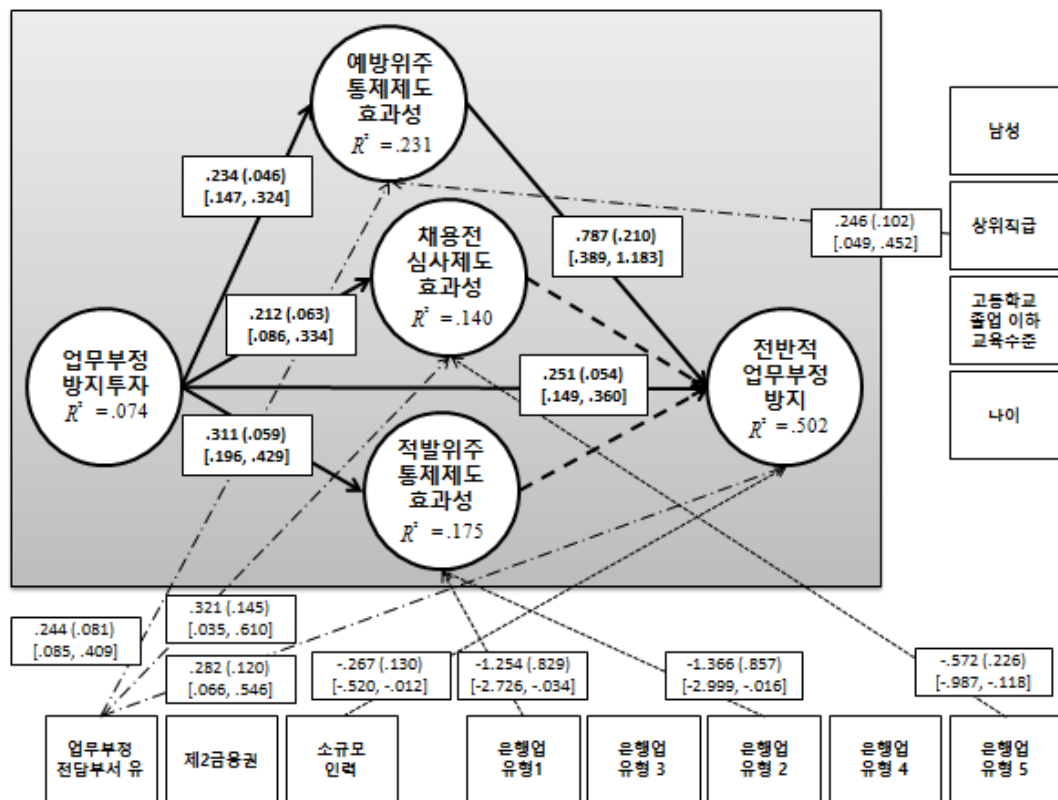 예방위주
통제제도
효과성
R² =.231
남성
.234 (.046)
[.147, .324]
.246 (.102)
[.049, .452]
상위직급
.787 (.210)
[.389, 1.183]
채용전
심사제도
효과성
R² =.140
고등학교
졸업 이하
교육수준
.212 (.063)
[.086, .334]
업무부정
방지투자
R² =.074
.251 (.054)
[.149, .360]
전반적
업무부정
방지
R² =.502
나이
.311 (.059)
[.196, .429]
적발위주
통제제도
효과성
R² =.175
.244 (.081)
[.085, .409]
.321 (.145)
[.035, .610]
.282 (.120)
[.066, .546]
-.267 (.130)
[-.520, -.012]
-1.254 (.829)
[-2.726, -.034]
-1.366 (.857)
[-2.999, -.016]
-.572 (.226)
[-.987, -.118]
업무부정
전담부서 유
제2금융권
소규모
인력
은행업
유형1
은행업
유형 3
은행업
유형 2
은행업
유형 4
은행업
유형 5